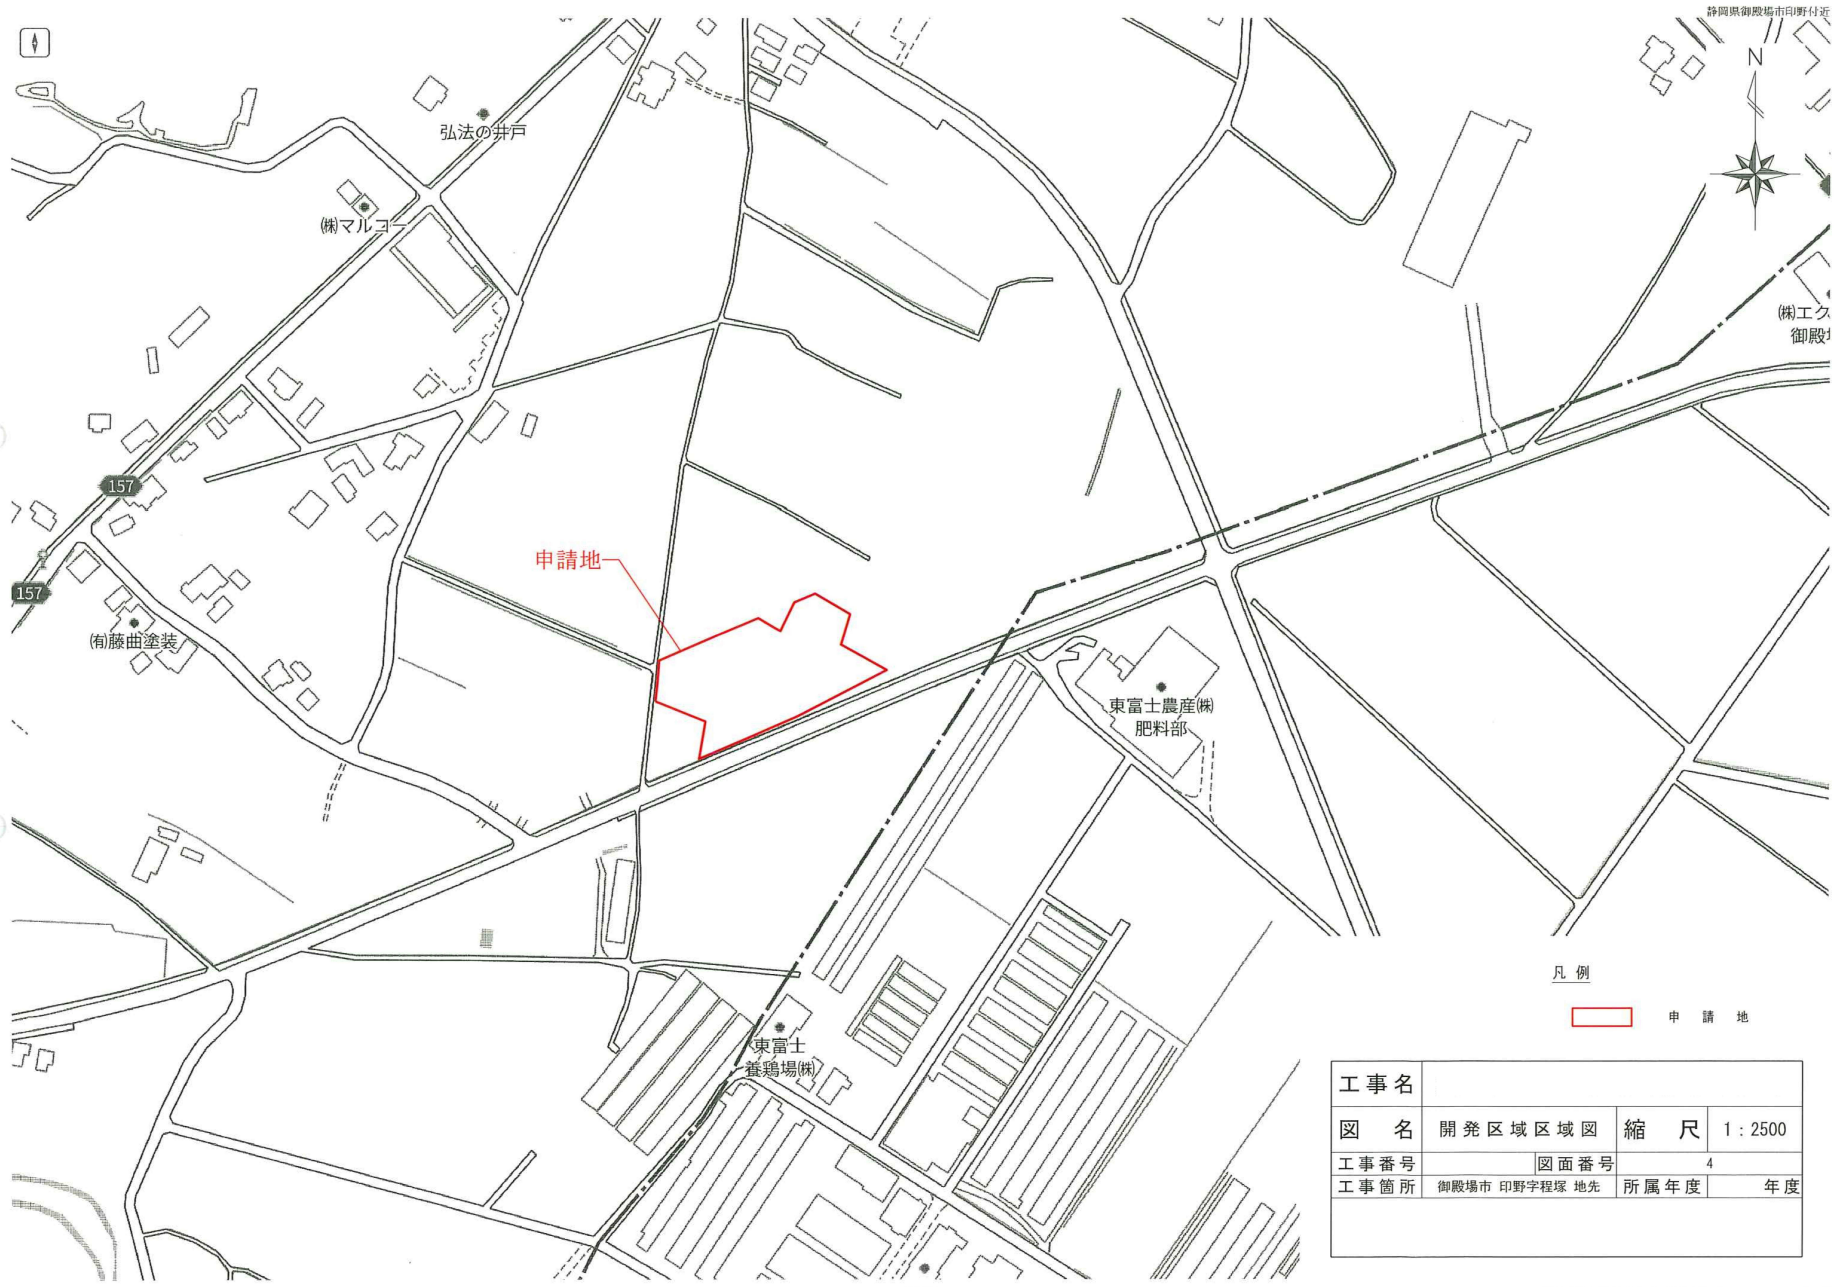 静岡県御殿場市印野付近
N
弘法の井戸
㈱マルコー
㈱エク
御殿場
157
申請地
157
㈲藤曲塗装
東富士農産㈱
肥料部
東富士
養鶏場㈱
凡 例
申 請 地
工事名
図 名 開発区域区域図 縮 尺 1:2500
工事番号 図面番号 4
工事箇所 御殿場市 印野字程塚 地先 所属年度 年度